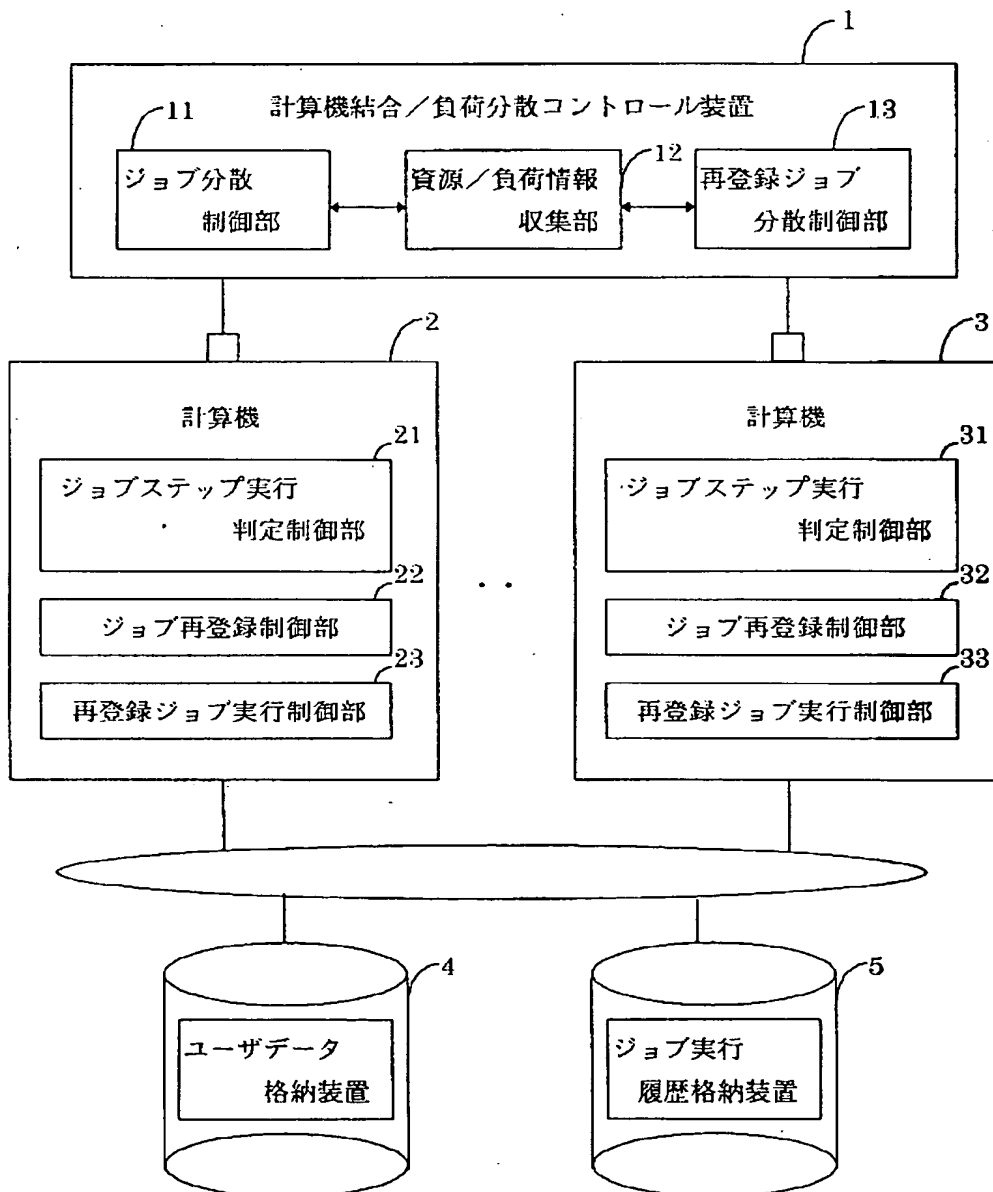 1
計算機結合/負荷分散コントロール装置
11
12
13
ジョブ分散
制御部
資源/負荷情報
収集部
再登録ジョブ
分散制御部
2
計算機
21
ジョブステップ実行
判定制御部
22
ジョブ再登録制御部
23
再登録ジョブ実行制御部
3
計算機
31
ジョブステップ実行
判定制御部
32
ジョブ再登録制御部
33
再登録ジョブ実行制御部
4
ユーザデータ
格納装置
5
ジョブ実行
履歴格納装置